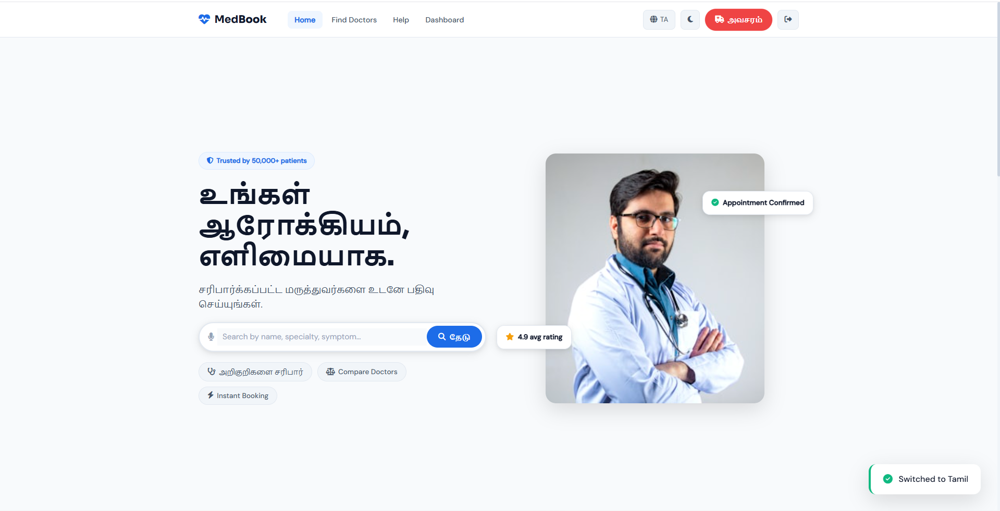 MedBook
Home
Find Doctors
Help
Dashboard
TA
அவசரம்
Trusted by 50,000+ patients
உங்கள்
ஆரோக்கியம்,
எளிமையாக.
சரிபார்க்கப்பட்ட மருத்துவர்களை உடனே பதிவு
செய்யுங்கள்.
Search by name, specialty, symptom...
தேடு
அறிகுறிகளை சரிபார்
Compare Doctors
Instant Booking
Appointment Confirmed
4.9 avg rating
Switched to Tamil